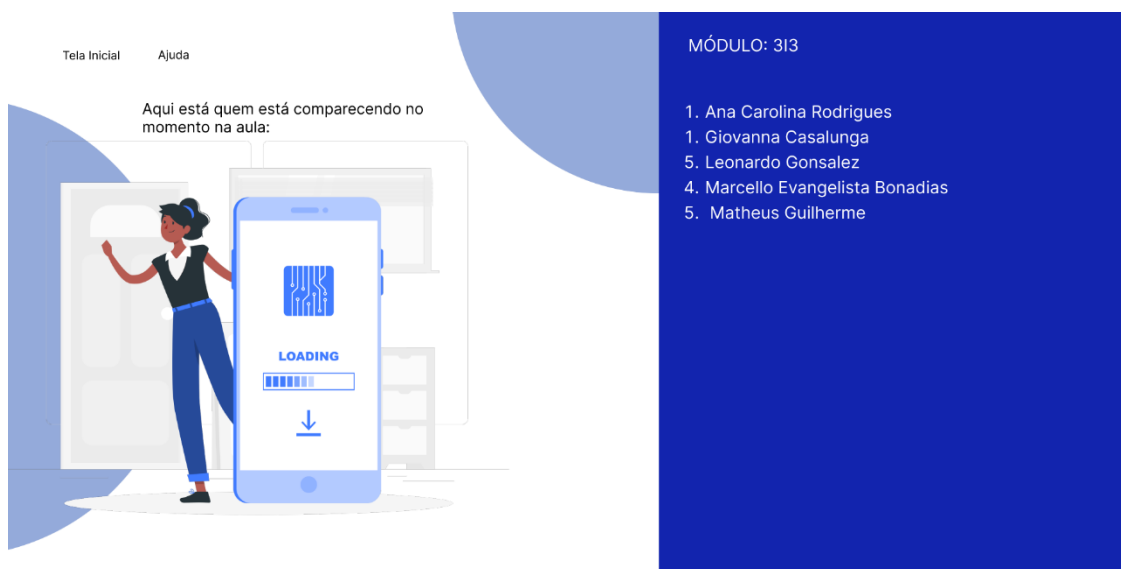 Tela Inicial Ajuda
Aqui está quem está comparecendo no
momento na aula:
LOADING
MÓDULO: 3I3
1. Ana Carolina Rodrigues
1. Giovanna Casalunga
5. Leonardo Gonsalez
4. Marcello Evangelista Bonadias
5. Matheus Guilherme